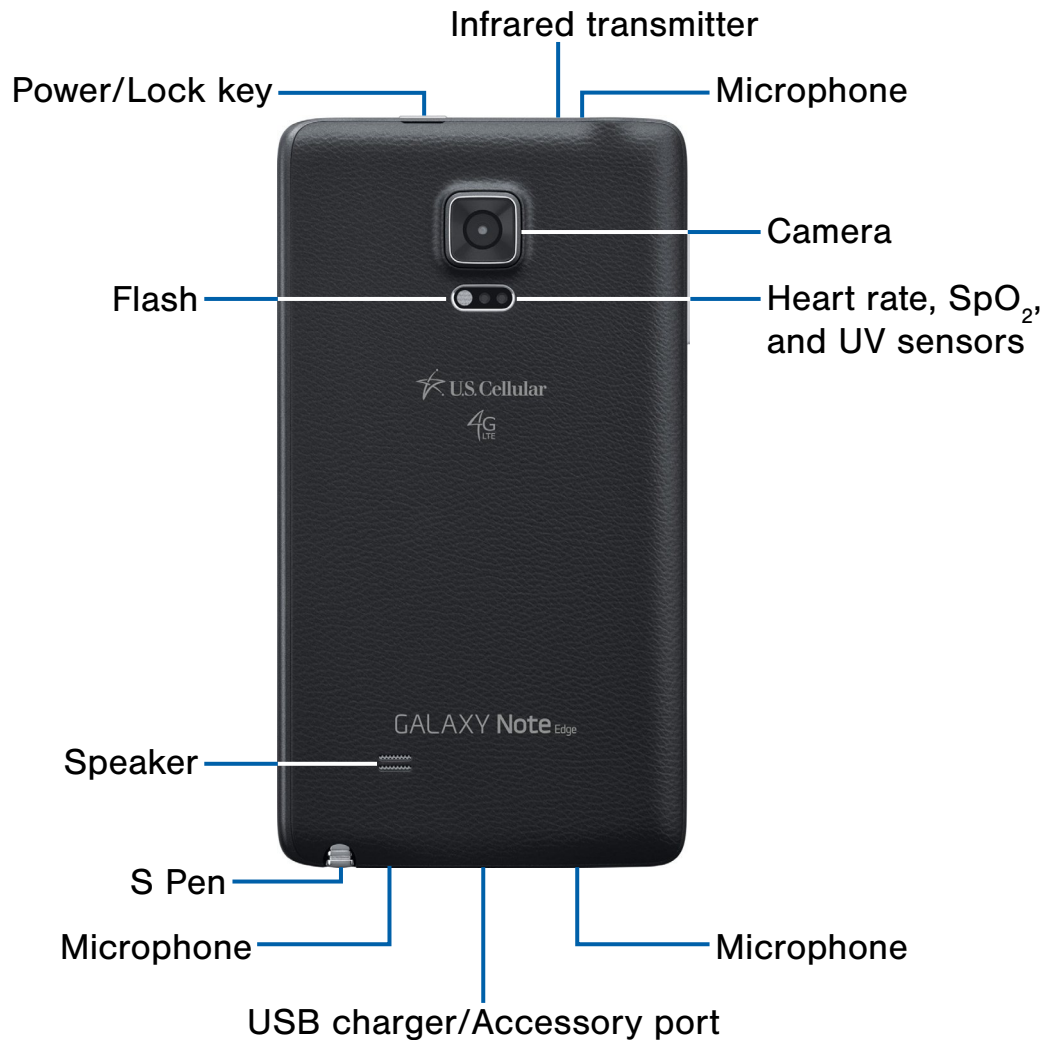 Infrared transmitter
Power/Lock key
Microphone
Camera
Flash
Heart rate, SpO₂,
and UV sensors
U.S. Cellular
4G
LTE
GALAXY Note Edge
Speaker
S Pen
Microphone
Microphone
USB charger/Accessory port